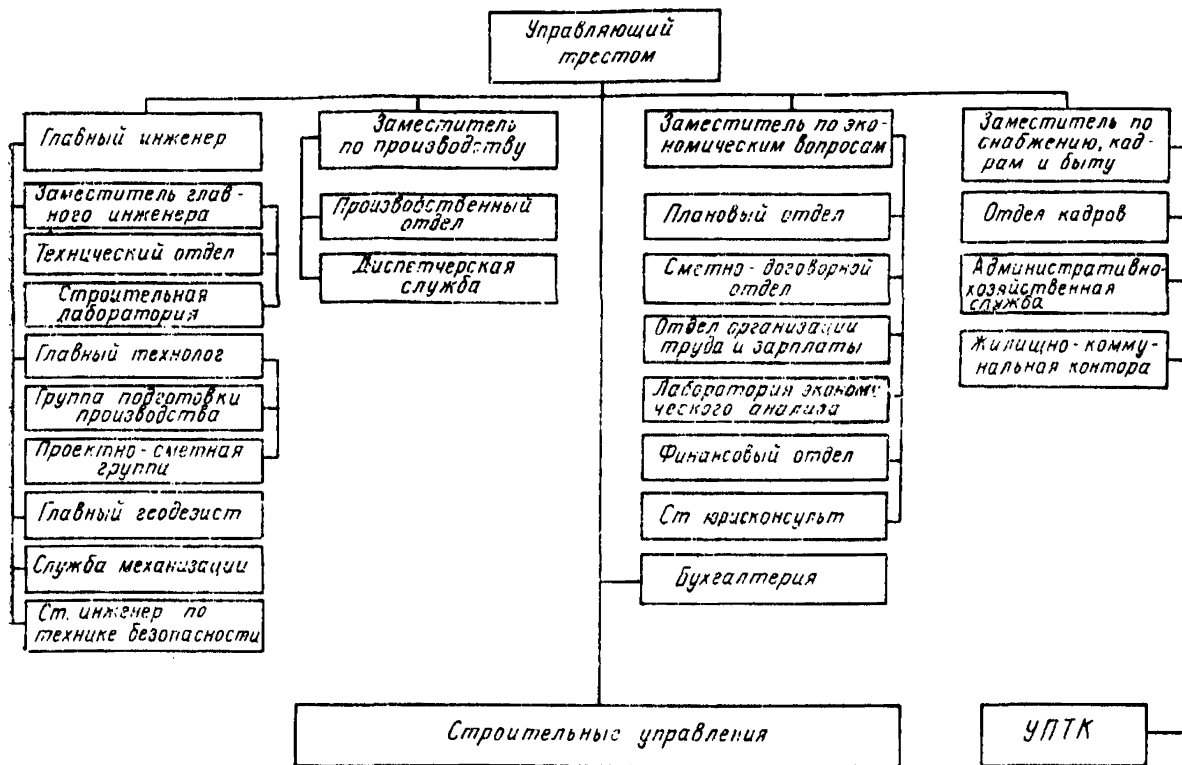 Управляющий
трестом
Главный инженер
Заместитель глав-
ного инженера
Технический отдел
Строительная
лаборатория
Главный технолог
Группа подготовки
производства
Проектно-сметная
группи
Главный геодезист
Служба механизации
Ст. инженер по
технике безопасности
Заместитель
по производству
Производственный
отдел
Диспетчерская
служба
Заместитель по эко-
номическим вопросам
Плановый отдел
Сметно-договорной
отдел
Отдел организации
труда и зарплаты
Лаборатория экономи-
ческого анализа
Финансовый отдел
Ст юрисконсульт
Бухгалтерия
Заместитель по
снабжению, кад-
рам и быту
Отдел кадров
Административно-
хозяйственная
служба
Жилищно-комму-
нальная контора
Строительные управления
УПТК